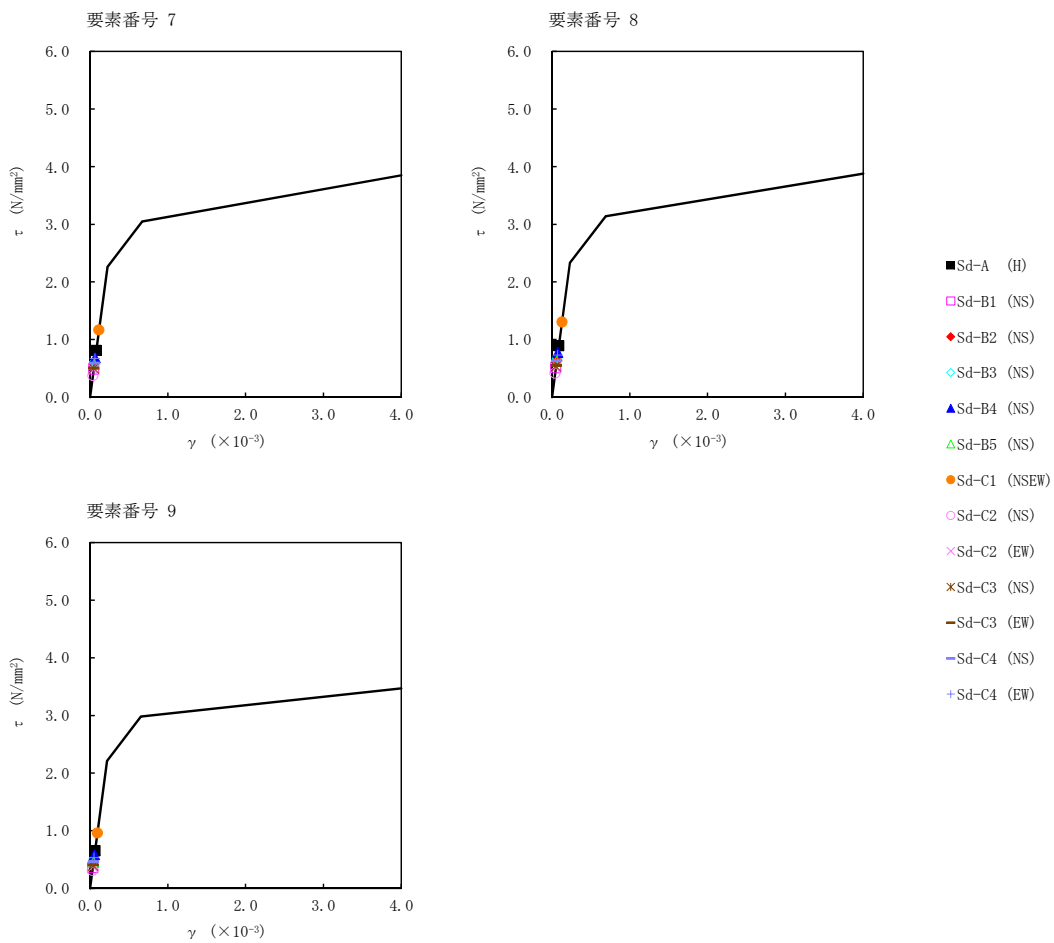 要素番号 7
6.0
5.0
4.0
3.0
2.0
1.0
0.0
τ (N/mm²)
0.0 1.0 2.0 3.0 4.0
γ (×10⁻³)
要素番号 8
6.0
5.0
4.0
3.0
2.0
1.0
0.0
τ (N/mm²)
0.0 1.0 2.0 3.0 4.0
γ (×10⁻³)
Sd-A (H)
Sd-B1 (NS)
Sd-B2 (NS)
Sd-B3 (NS)
Sd-B4 (NS)
Sd-B5 (NS)
Sd-C1 (NSEW)
Sd-C2 (NS)
Sd-C2 (EW)
Sd-C3 (NS)
Sd-C3 (EW)
Sd-C4 (NS)
Sd-C4 (EW)
要素番号 9
6.0
5.0
4.0
3.0
2.0
1.0
0.0
τ (N/mm²)
0.0 1.0 2.0 3.0 4.0
γ (×10⁻³)